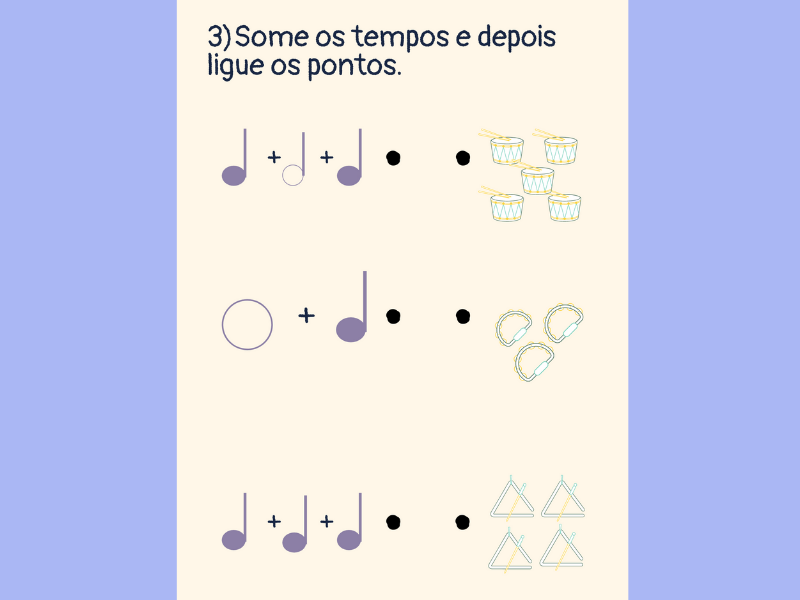 3) Some os tempos e depois
ligue os pontos.
+ +
+
+ +